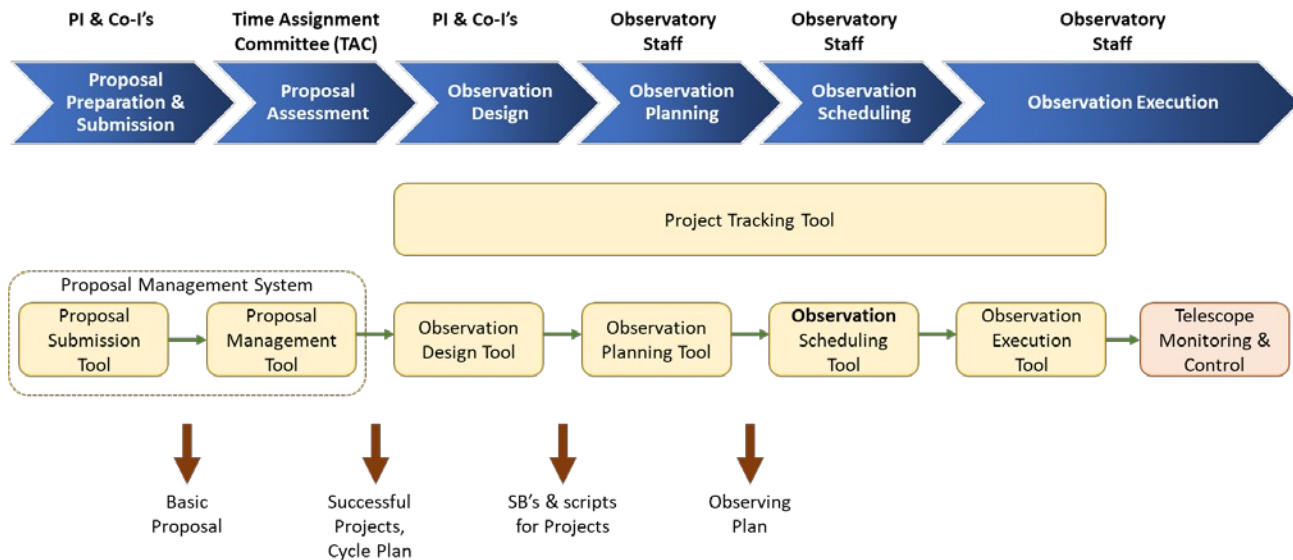 PI & Co-I's
Time Assignment
Committee (TAC)
PI & Co-I's
Observatory
Staff
Observatory
Staff
Observatory
Staff
Proposal
Preparation &
Submission
Proposal
Assessment
Observation
Design
Observation
Planning
Observation
Scheduling
Observation Execution
Project Tracking Tool
Proposal Management System
Proposal
Submission
Tool
Proposal
Management
Tool
Observation
Design Tool
Observation
Planning Tool
Observation
Scheduling
Tool
Observation
Execution
Tool
Telescope
Monitoring &
Control
Basic
Proposal
Successful
Projects,
Cycle Plan
SB's & scripts
for Projects
Observing
Plan